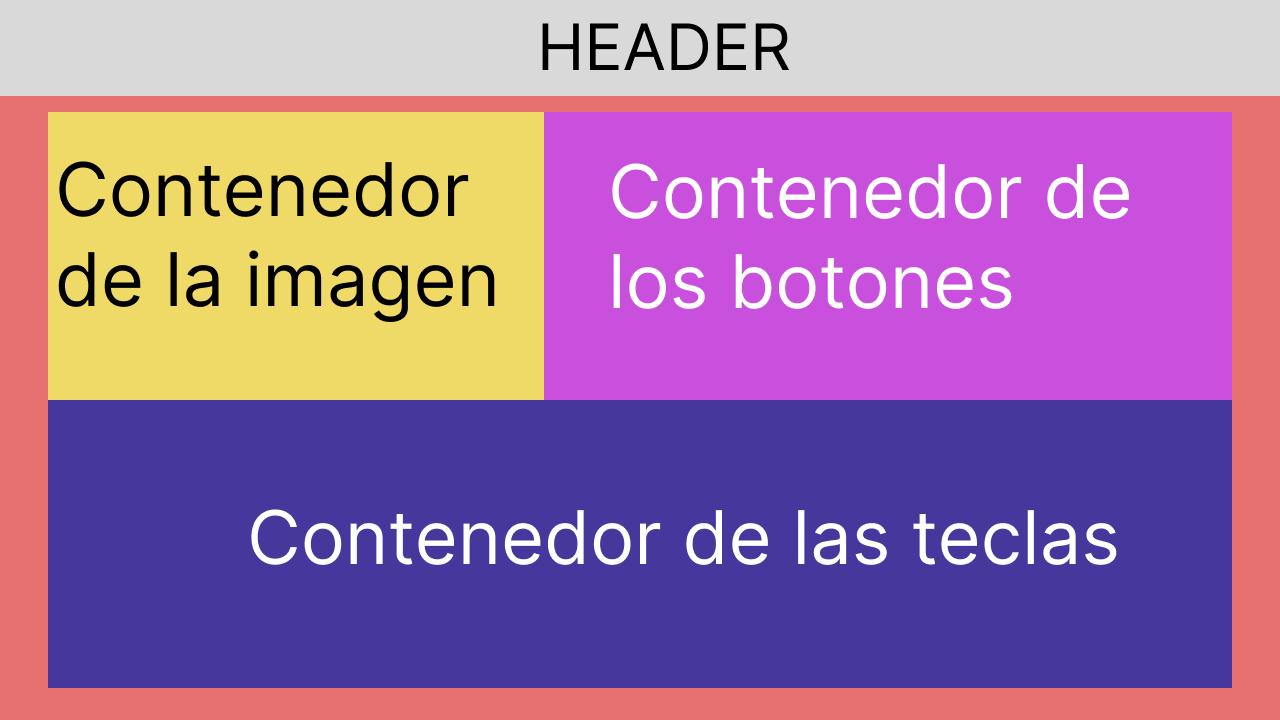 HEADER
Contenedor
de la imagen
Contenedor de
los botones
Contenedor de las teclas